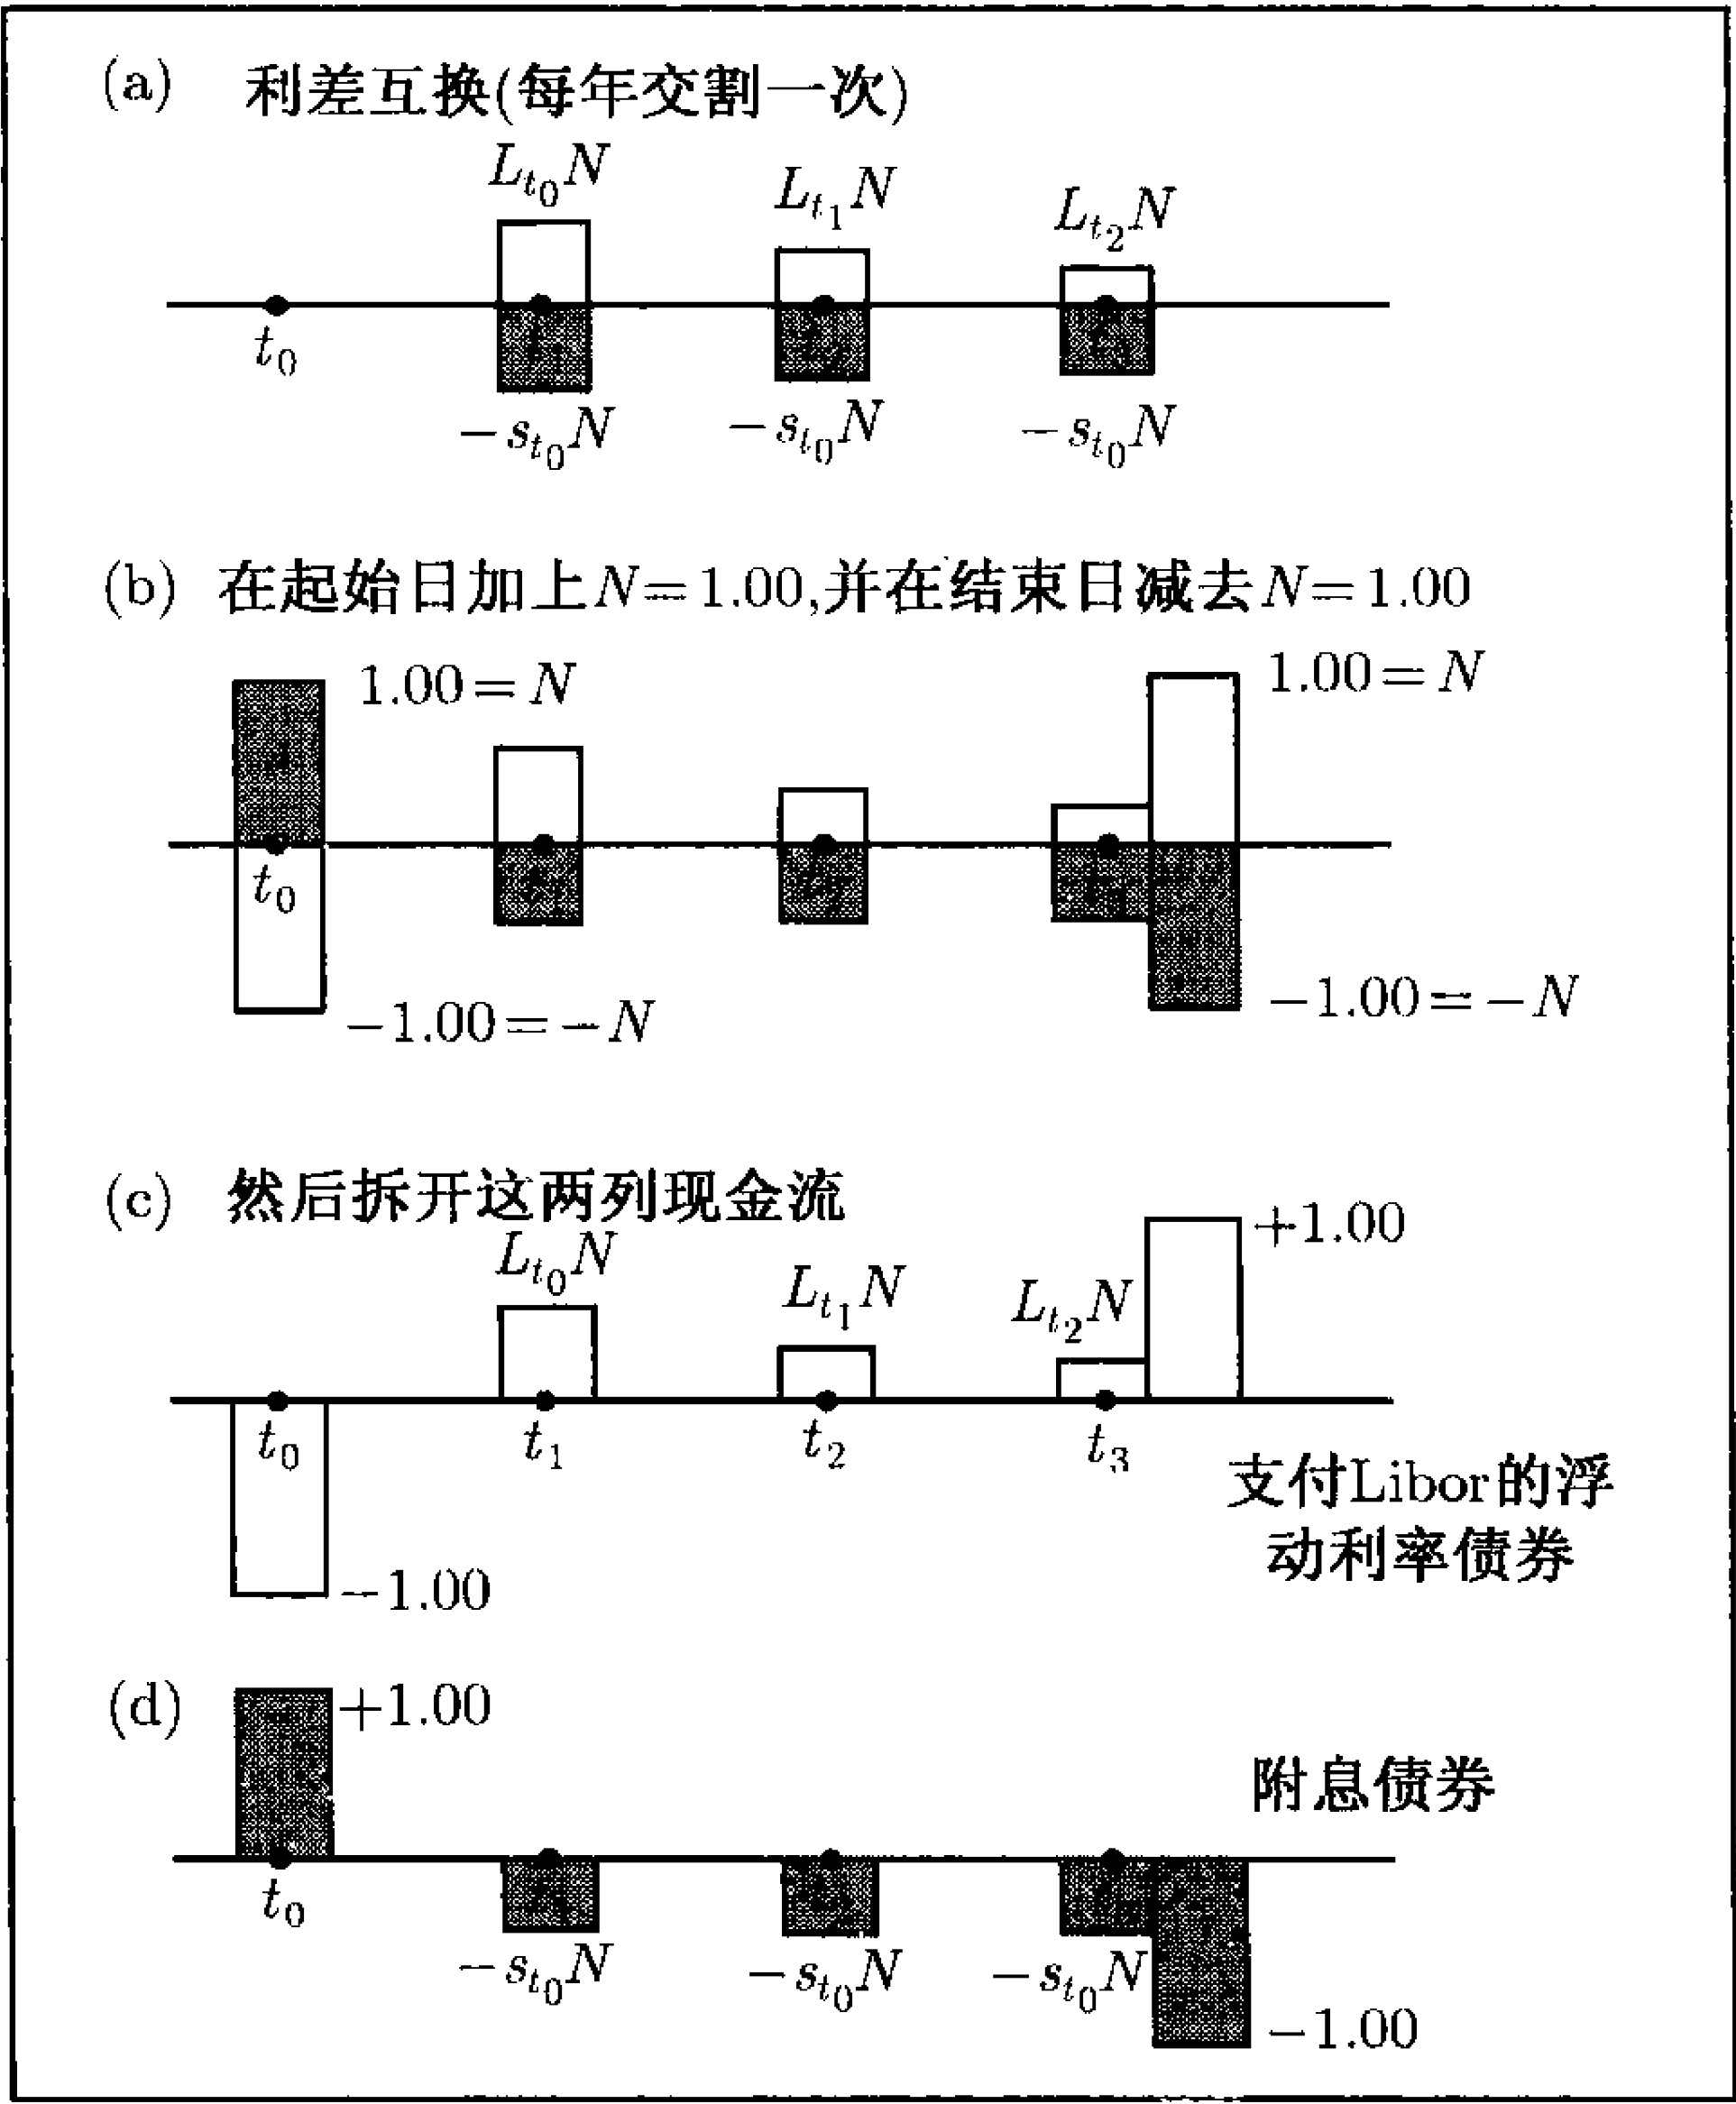 (a) 利差互换(每年交割一次)
L_{t_0}N L_{t_1}N L_{t_2}N
t_0
-s_{t_0}N -s_{t_0}N -s_{t_0}N
(b) 在起始日加上N=1.00,并在结束日减去N=1.00
1.00=N 1.00=N
t_0
-1.00=-N -1.00=-N
(c) 然后拆开这两列现金流
+1.00
L_{t_0}N L_{t_1}N L_{t_2}N
t_0 t_1 t_2 t_3
支付Libor的浮
动利率债券
-1.00
(d) +1.00
附息债券
t_0
-s_{t_0}N -s_{t_0}N -s_{t_0}N
-1.00